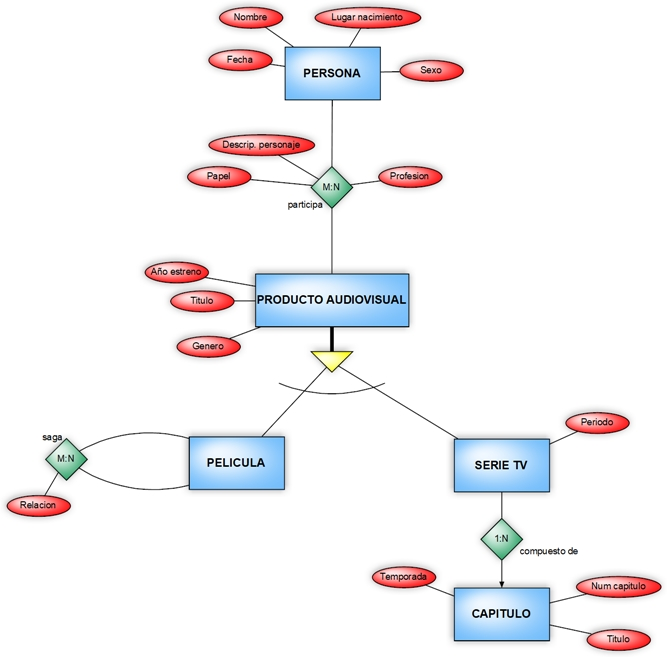 Nombre
Lugar nacimiento
Fecha
PERSONA
Sexo
Descrip. personaje
Papel
M:N
Profesion
participa
Año estreno
Titulo
PRODUCTO AUDIOVISUAL
Genero
saga
M:N
Relacion
PELICULA
Periodo
SERIE TV
1:N
compuesto de
Temporada
Num capitulo
CAPITULO
Titulo